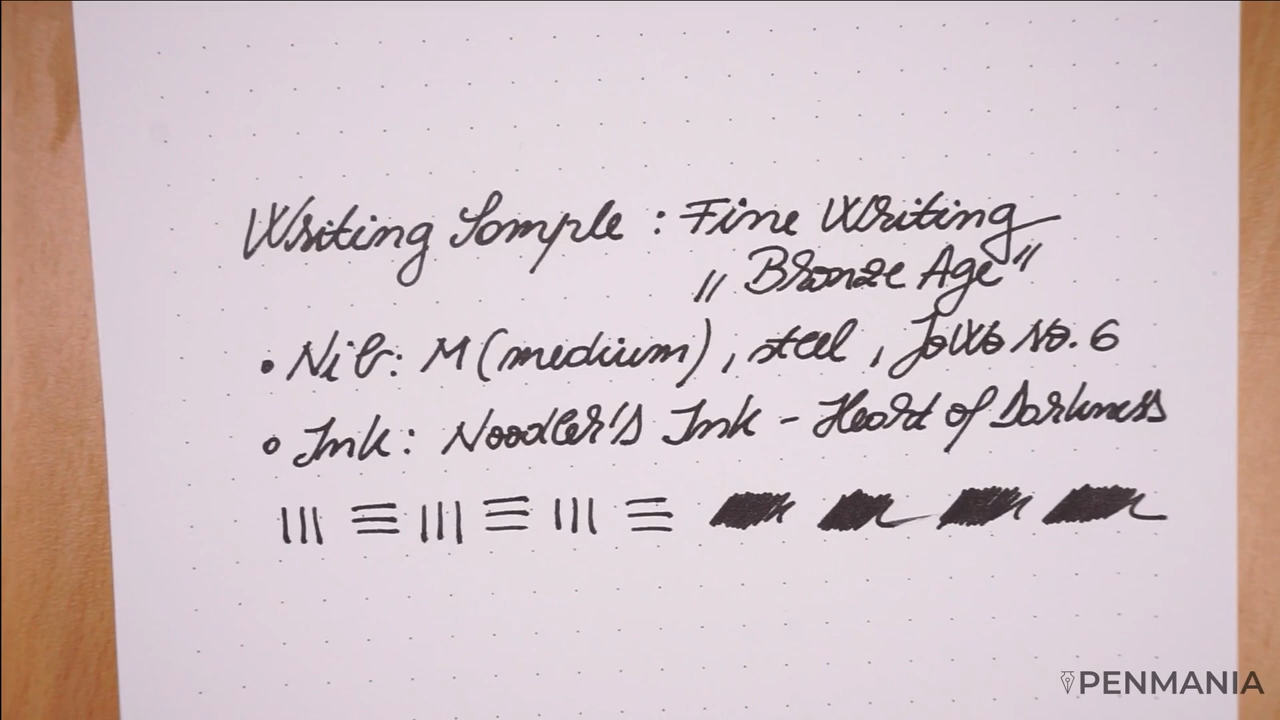 Writing Sample : Fine Writing
„ Bronze Age"
• Nib: M (medium), steel, JoWo No. 6
• Ink: Noodler's Ink - Heart of Darkness
PENMANIA